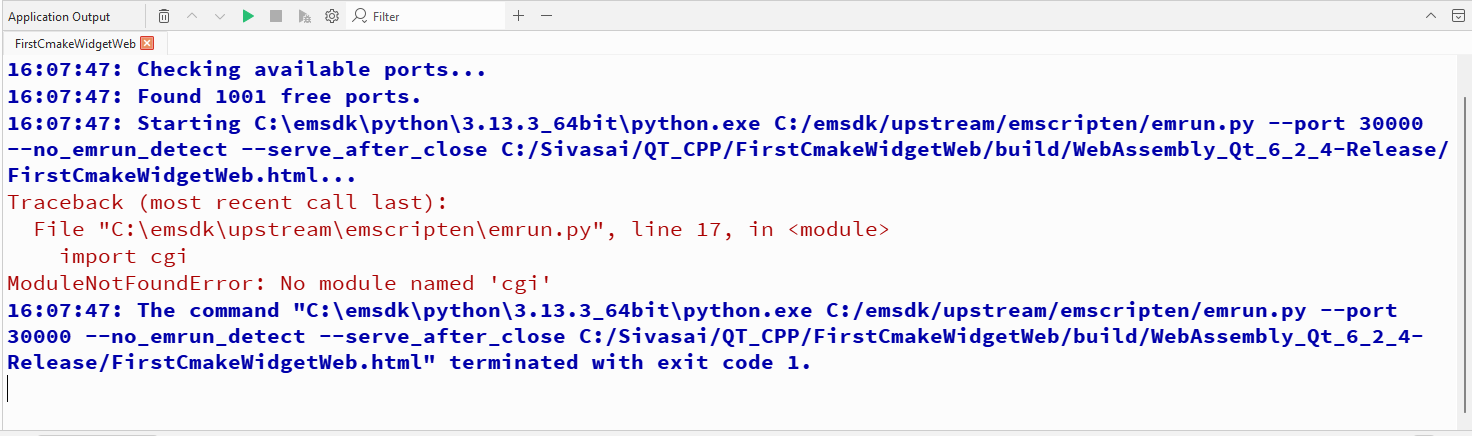 Application Output
Filter
FirstCmakeWidgetWeb
16:07:47: Checking available ports...
16:07:47: Found 1001 free ports.
16:07:47: Starting C:\emsdk\python\3.13.3_64bit\python.exe C:/emsdk/upstream/emscripten/emrun.py --port 30000
--no_emrun_detect --serve_after_close C:/Sivasai/QT_CPP/FirstCmakeWidgetWeb/build/WebAssembly_Qt_6_2_4-Release/
FirstCmakeWidgetWeb.html...
Traceback (most recent call last):
  File "C:\emsdk\upstream\emscripten\emrun.py", line 17, in <module>
    import cgi
ModuleNotFoundError: No module named 'cgi'
16:07:47: The command "C:\emsdk\python\3.13.3_64bit\python.exe C:/emsdk/upstream/emscripten/emrun.py --port
30000 --no_emrun_detect --serve_after_close C:/Sivasai/QT_CPP/FirstCmakeWidgetWeb/build/WebAssembly_Qt_6_2_4-
Release/FirstCmakeWidgetWeb.html" terminated with exit code 1.